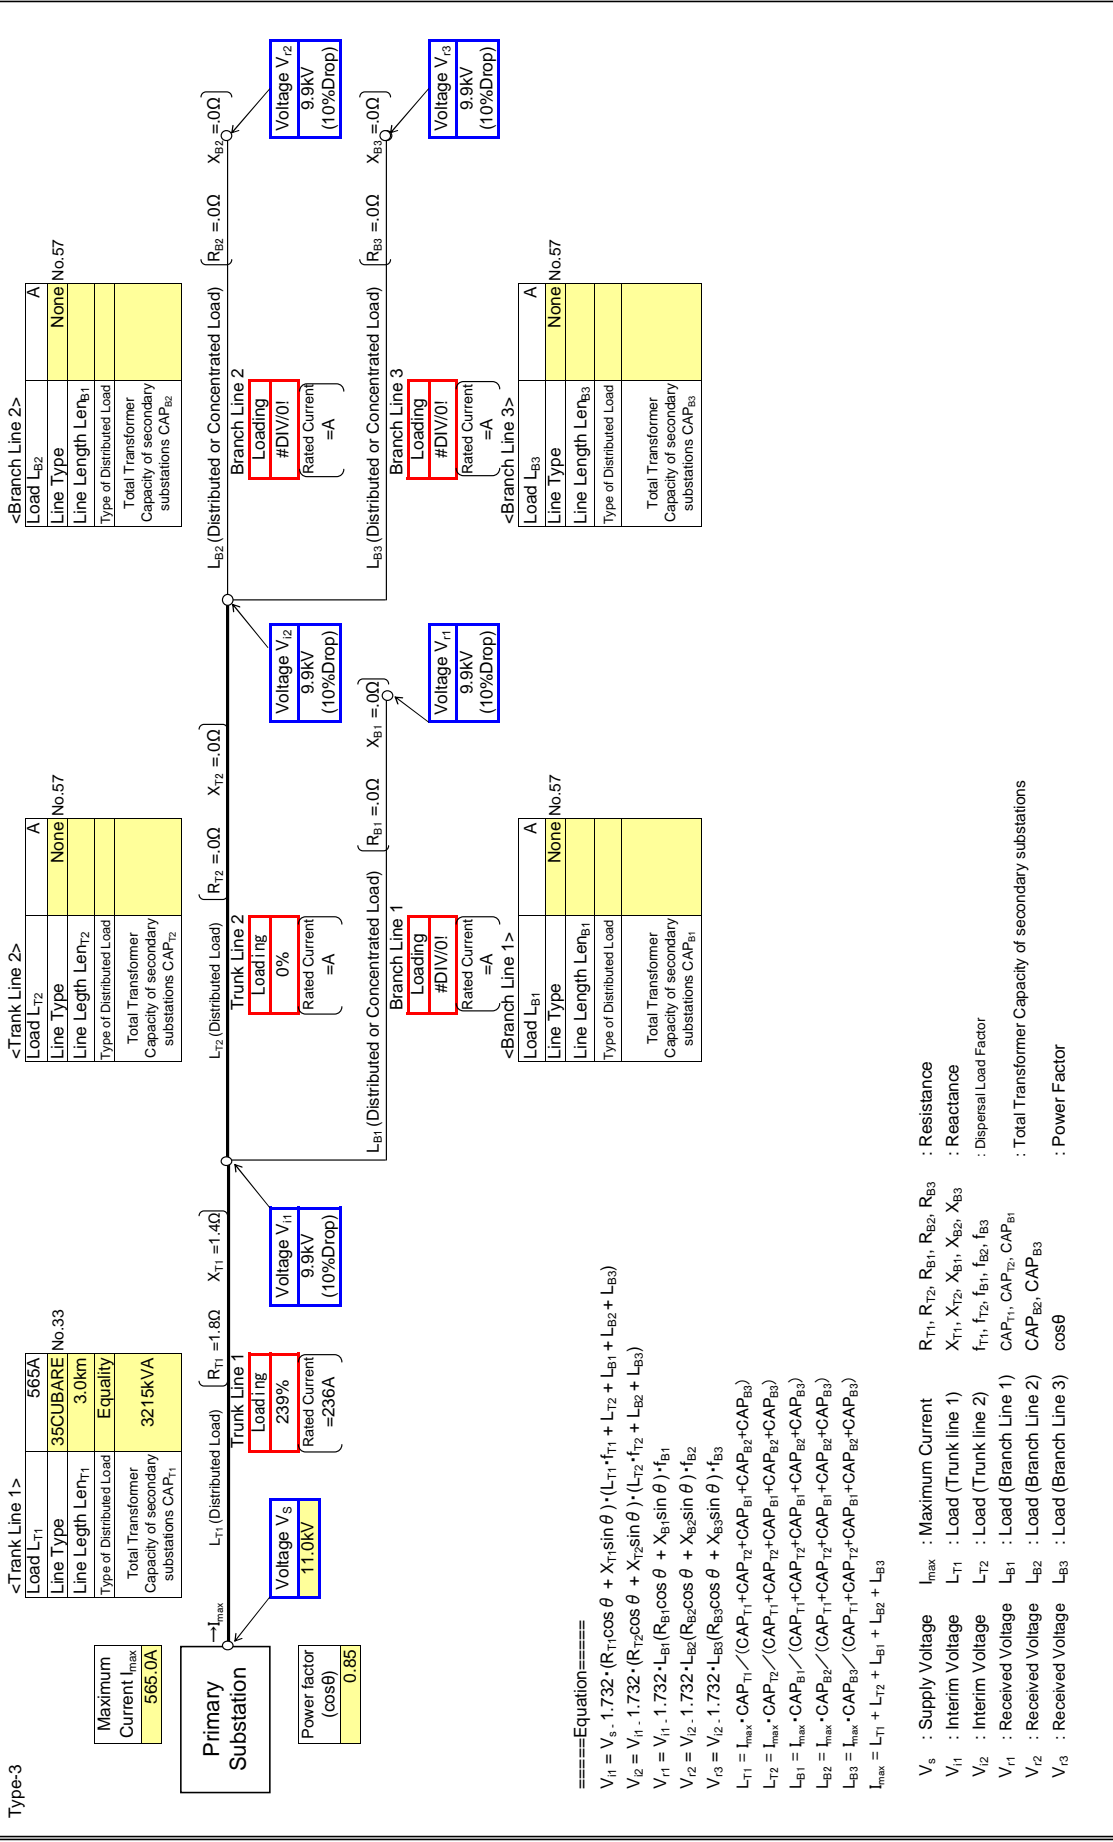 Type-3
Maximum
Current Imax
565.0A
Primary
Substation
Power factor
(cosθ)
0.85
→Imax
Voltage VS
11.0kV
<Trank Line 1>
Load LT1 565A
Line Type 35CUBARE No.33
Line Length LenT1 3.0km
Type of Distributed Load Equality
Total Transformer
Capacity of secondary
substations CAPT1
3215kVA
LT1 (Distributed Load) RT1 =1.8Ω XT1 =1.4Ω
Trunk Line 1
Loading
239%
Rated Current
=236A
Voltage Vi1
9.9kV
(10%Drop)
<Trank Line 2>
Load LT2 A
Line Type None No.57
Line Legth LenT2
Type of Distributed Load
Total Transformer
Capacity of secondary
substations CAPT2
LT2 (Distributed Load) RT2 =.0Ω XT2 =.0Ω
Trunk Line 2
Loading
0%
Rated Current
=A
Voltage Vi2
9.9kV
(10%Drop)
LB1 (Distributed or Concentrated Load) RB1 =.0Ω XB1 =.0Ω
Branch Line 1
Loading
#DIV/0!
Rated Current
=A
Voltage Vr1
9.9kV
(10%Drop)
<Branch Line 1>
Load LB1 A
Line Type None No.57
Line Length LenB1
Type of Distributed Load
Total Transformer
Capacity of secondary
substations CAPB1
<Branch Line 2>
Load LB2 A
Line Type None No.57
Line Length LenB1
Type of Distributed Load
Total Transformer
Capacity of secondary
substations CAPB2
LB2 (Distributed or Concentrated Load) RB2 =.0Ω XB2 =.0Ω
Branch Line 2
Loading
#DIV/0!
Rated Current
=A
Voltage Vr2
9.9kV
(10%Drop)
LB3 (Distributed or Concentrated Load) RB3 =.0Ω XB3 =.0Ω
Branch Line 3
Loading
#DIV/0!
Rated Current
=A
Voltage Vr3
9.9kV
(10%Drop)
<Branch Line 3>
Load LB3 A
Line Type None No.57
Line Length LenB3
Type of Distributed Load
Total Transformer
Capacity of secondary
substations CAPB3
=====Equation=====
Vi1 = VS - 1.732・(RT1cosθ + XT1sinθ)・(LT1・fT1 + LT2 + LB1 + LB2 + LB3)
Vi2 = Vi1 - 1.732・(RT2cosθ + XT2sinθ)・(LT2・fT2 + LB2 + LB3)
Vr1 = Vi1 - 1.732・LB1(RB1cosθ + XB1sinθ)・fB1
Vr2 = Vi2 - 1.732・LB2(RB2cosθ + XB2sinθ)・fB2
Vr3 = Vi2 - 1.732・LB3(RB3cosθ + XB3sinθ)・fB3
LT1 = Imax・CAPT1／(CAPT1+CAPT2+CAPB1+CAPB2+CAPB3)
LT2 = Imax・CAPT2／(CAPT1+CAPT2+CAPB1+CAPB2+CAPB3)
LB1 = Imax・CAPB1／(CAPT1+CAPT2+CAPB1+CAPB2+CAPB3)
LB2 = Imax・CAPB2／(CAPT1+CAPT2+CAPB1+CAPB2+CAPB3)
LB3 = Imax・CAPB3／(CAPT1+CAPT2+CAPB1+CAPB2+CAPB3)
Imax = LT1 + LT2 + LB1 + LB2 + LB3
Vs : Supply Voltage Imax : Maximum Current RT1, RT2, RB1, RB2, RB3 : Resistance
Vi1 : Interim Voltage LT1 : Load (Trunk line 1) XT1, XT2, XB1, XB2, XB3 : Reactance
Vi2 : Interim Voltage LT2 : Load (Trunk line 2) fT1, fT2, fB1, fB2, fB3 : Dispersal Load Factor
Vr1 : Received Voltage LB1 : Load (Branch Line 1) CAPT1, CAPT2, CAPB1 : Total Transformer Capacity of secondary substations
Vr2 : Received Voltage LB2 : Load (Branch Line 2) CAPB2, CAPB3
Vr3 : Received Voltage LB3 : Load (Branch Line 3) cosθ : Power Factor